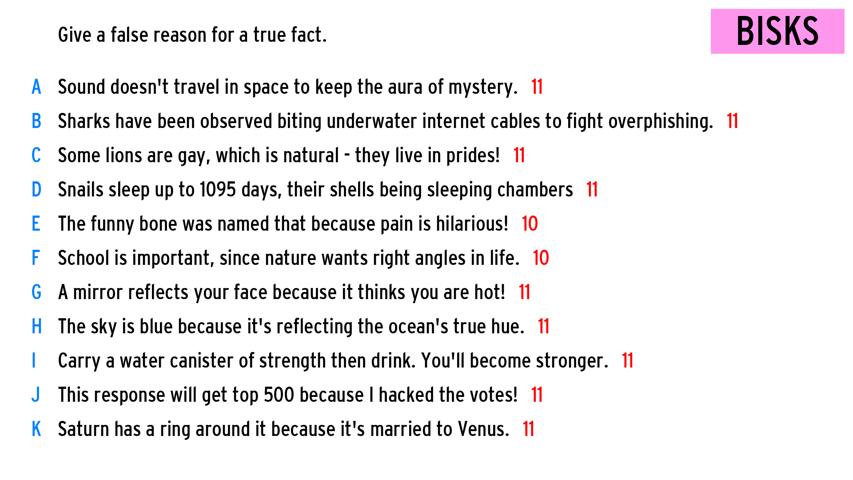 Give a false reason for a true fact.
BISKS
A Sound doesn't travel in space to keep the aura of mystery. 11
B Sharks have been observed biting underwater internet cables to fight overphishing. 11
C Some lions are gay, which is natural - they live in prides! 11
D Snails sleep up to 1095 days, their shells being sleeping chambers 11
E The funny bone was named that because pain is hilarious! 10
F School is important, since nature wants right angles in life. 10
G A mirror reflects your face because it thinks you are hot! 11
H The sky is blue because it's reflecting the ocean's true hue. 11
I Carry a water canister of strength then drink. You'll become stronger. 11
J This response will get top 500 because I hacked the votes! 11
K Saturn has a ring around it because it's married to Venus. 11